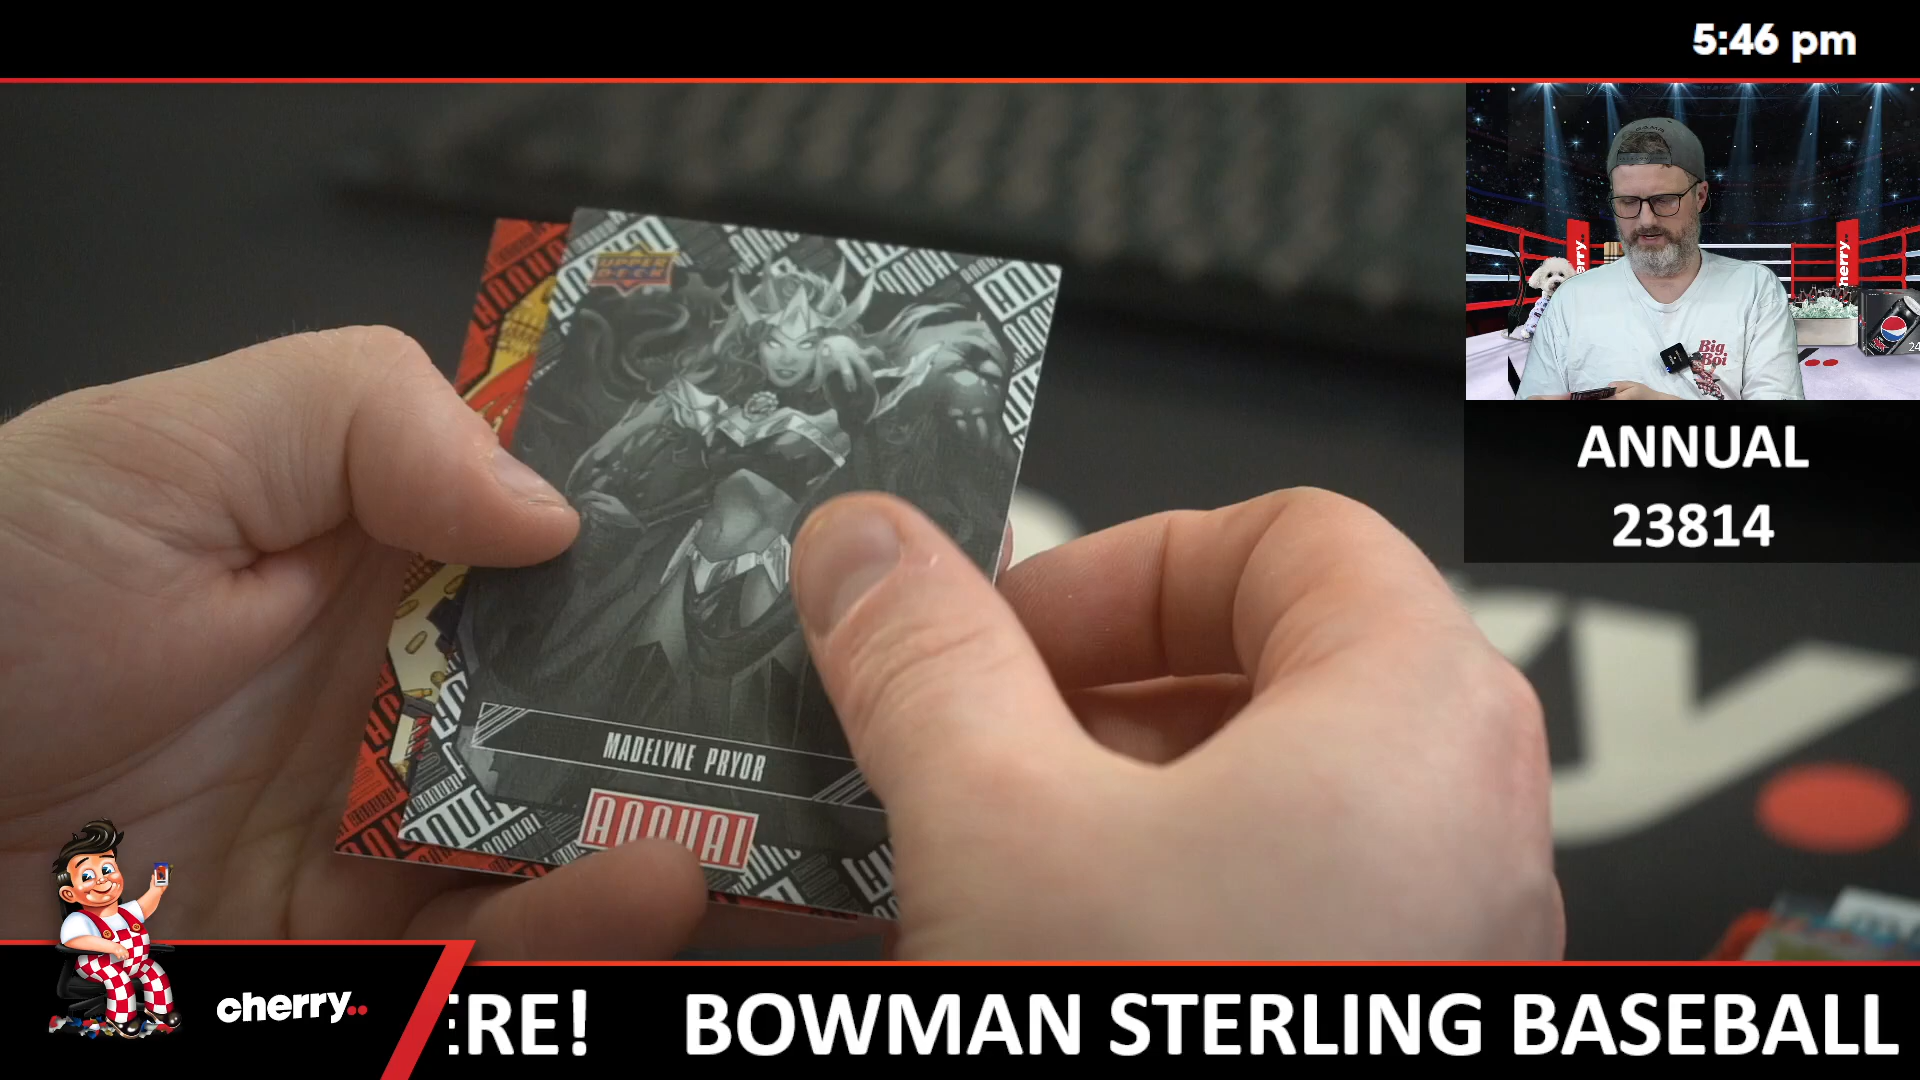 5:46 pm
UPPER
DECK
MADELYNE PRYOR
ANNUAL
Big
Boi
ANNUAL
23814
cherry..
ERE!
BOWMAN STERLING BASEBALL